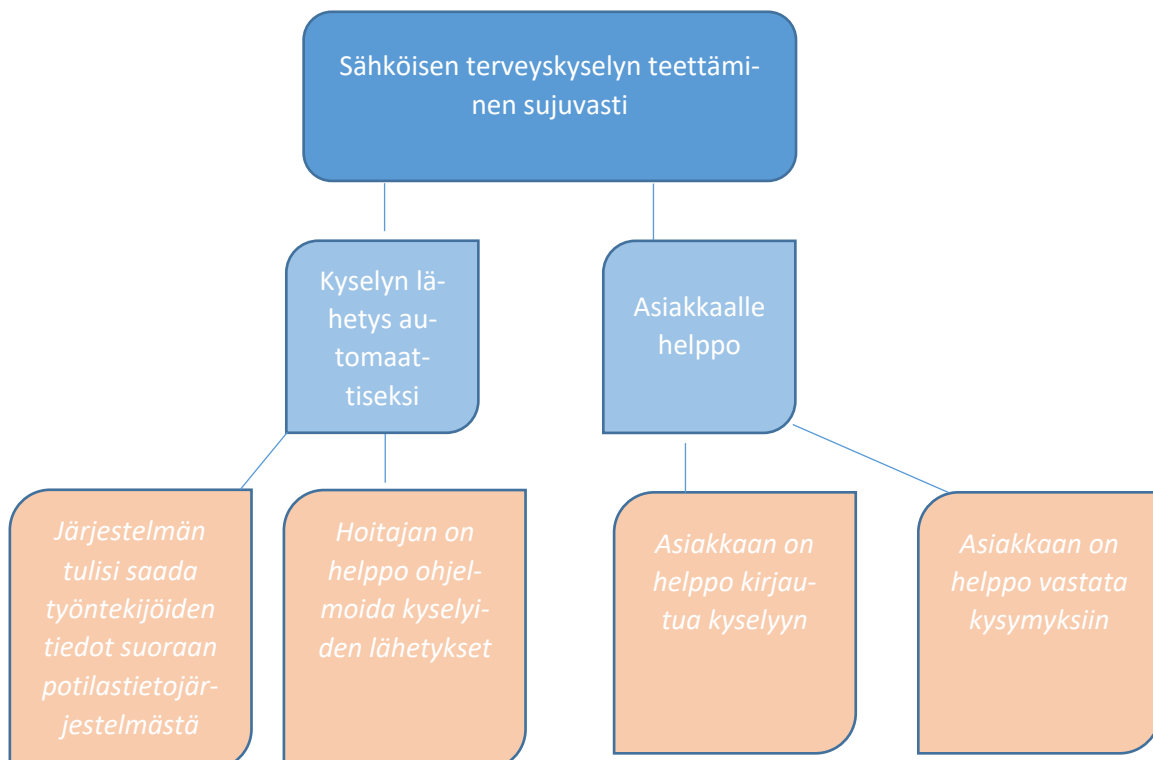 Sähköisen terveyskyselyn teettämi-
nen sujuvasti
Kyselyn lä-
hetys au-
tomaat-
tiseksi
Asiakkaalle
helppo
Järjestelmän
tulisi saada
työntekijöiden
tiedot suoraan
potilastietojär-
jestelmästä
Hoitajan on
helppo ohjel-
moida kyselyi-
den lähetykset
Asiakkaan on
helppo kirjau-
tua kyselyyn
Asiakkaan on
helppo vastata
kysymyksiin